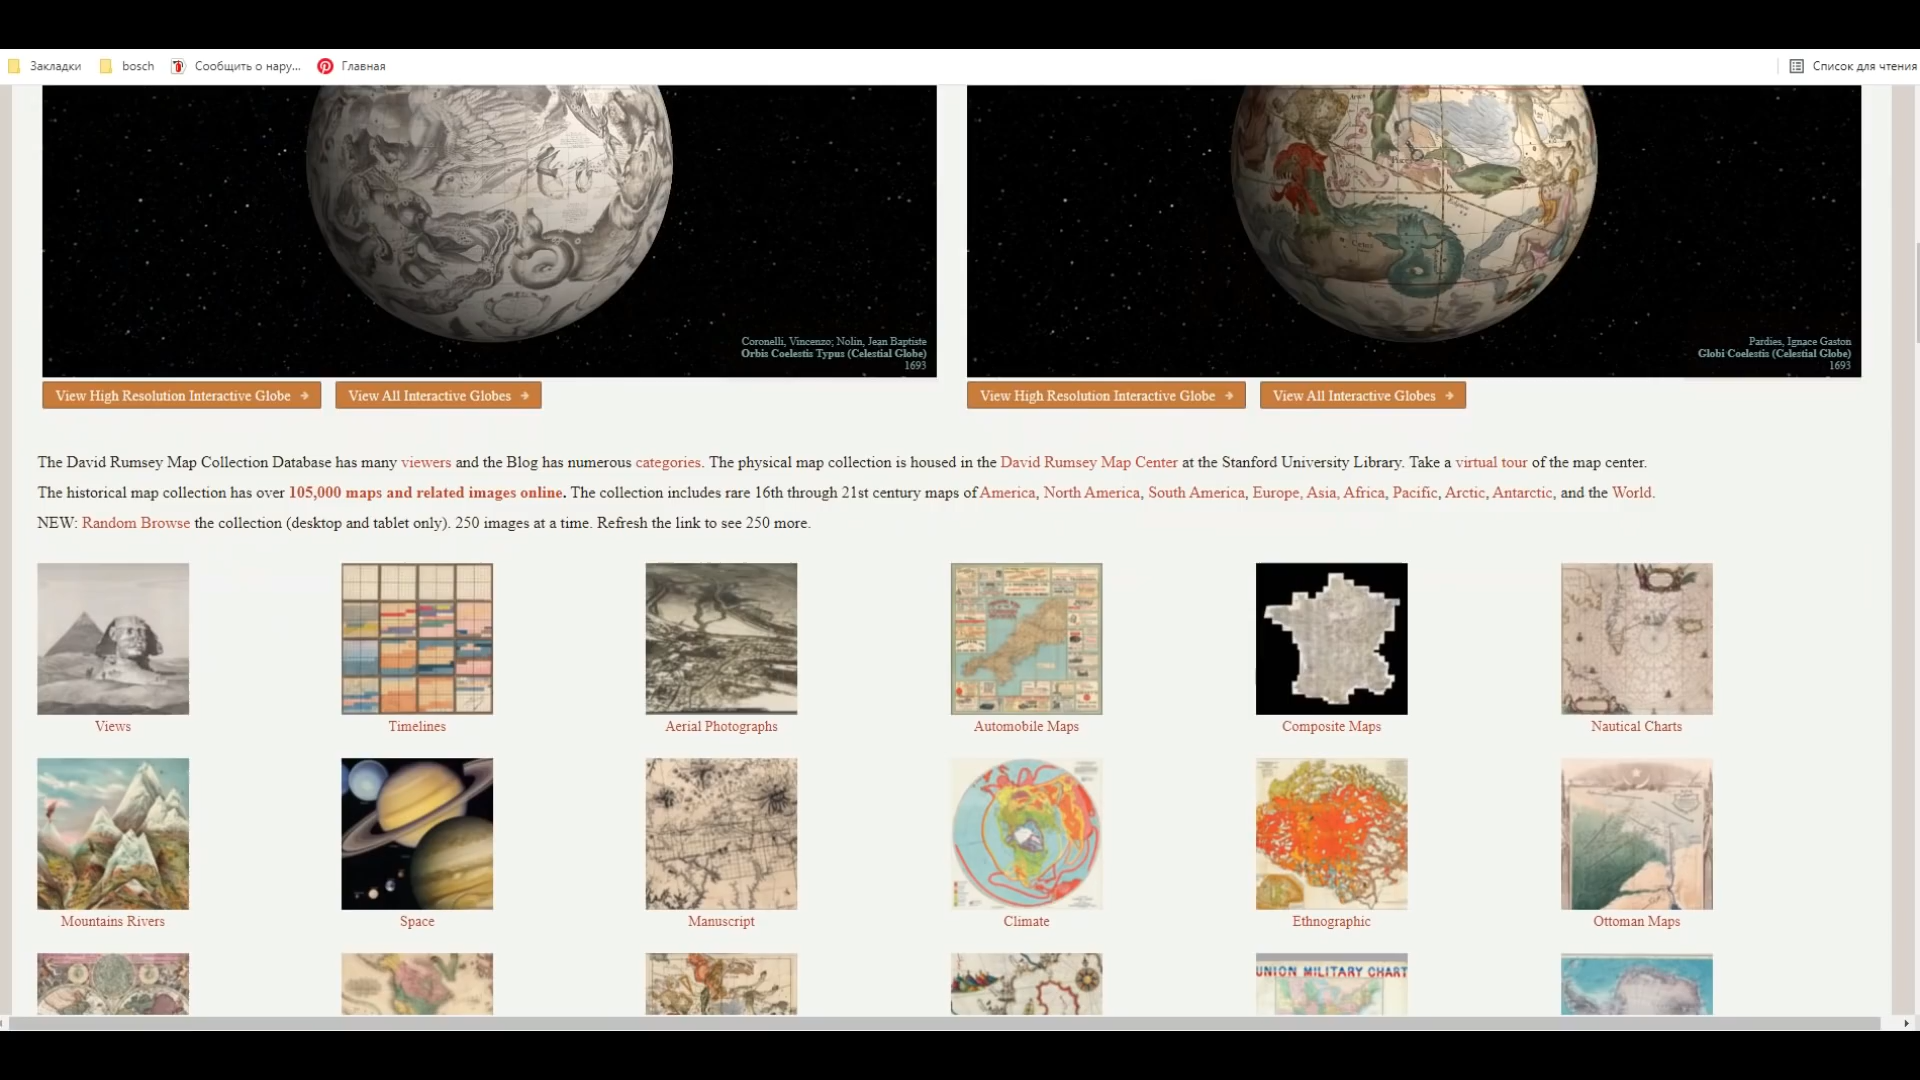 Закладки bosch Сообщить о нару... Главная Список для чтения
Coronelli, Vincenzo; Nolin, Jean Baptiste
Orbis Coelestis Typus (Celestial Globe)
1693
Pardies, Ignace Gaston
Globi Coelestis (Celestial Globe)
1693
View High Resolution Interactive Globe View All Interactive Globes View High Resolution Interactive Globe View All Interactive Globes
The David Rumsey Map Collection Database has many viewers and the Blog has numerous categories. The physical map collection is housed in the David Rumsey Map Center at the Stanford University Library. Take a virtual tour of the map center.
The historical map collection has over 105,000 maps and related images online. The collection includes rare 16th through 21st century maps of America, North America, South America, Europe, Asia, Africa, Pacific, Arctic, Antarctic, and the World.
NEW: Random Browse the collection (desktop and tablet only). 250 images at a time. Refresh the link to see 250 more.
Views Timelines Aerial Photographs Automobile Maps Composite Maps Nautical Charts
Mountains Rivers Space Manuscript Climate Ethnographic Ottoman Maps
UNION MILITARY CHART